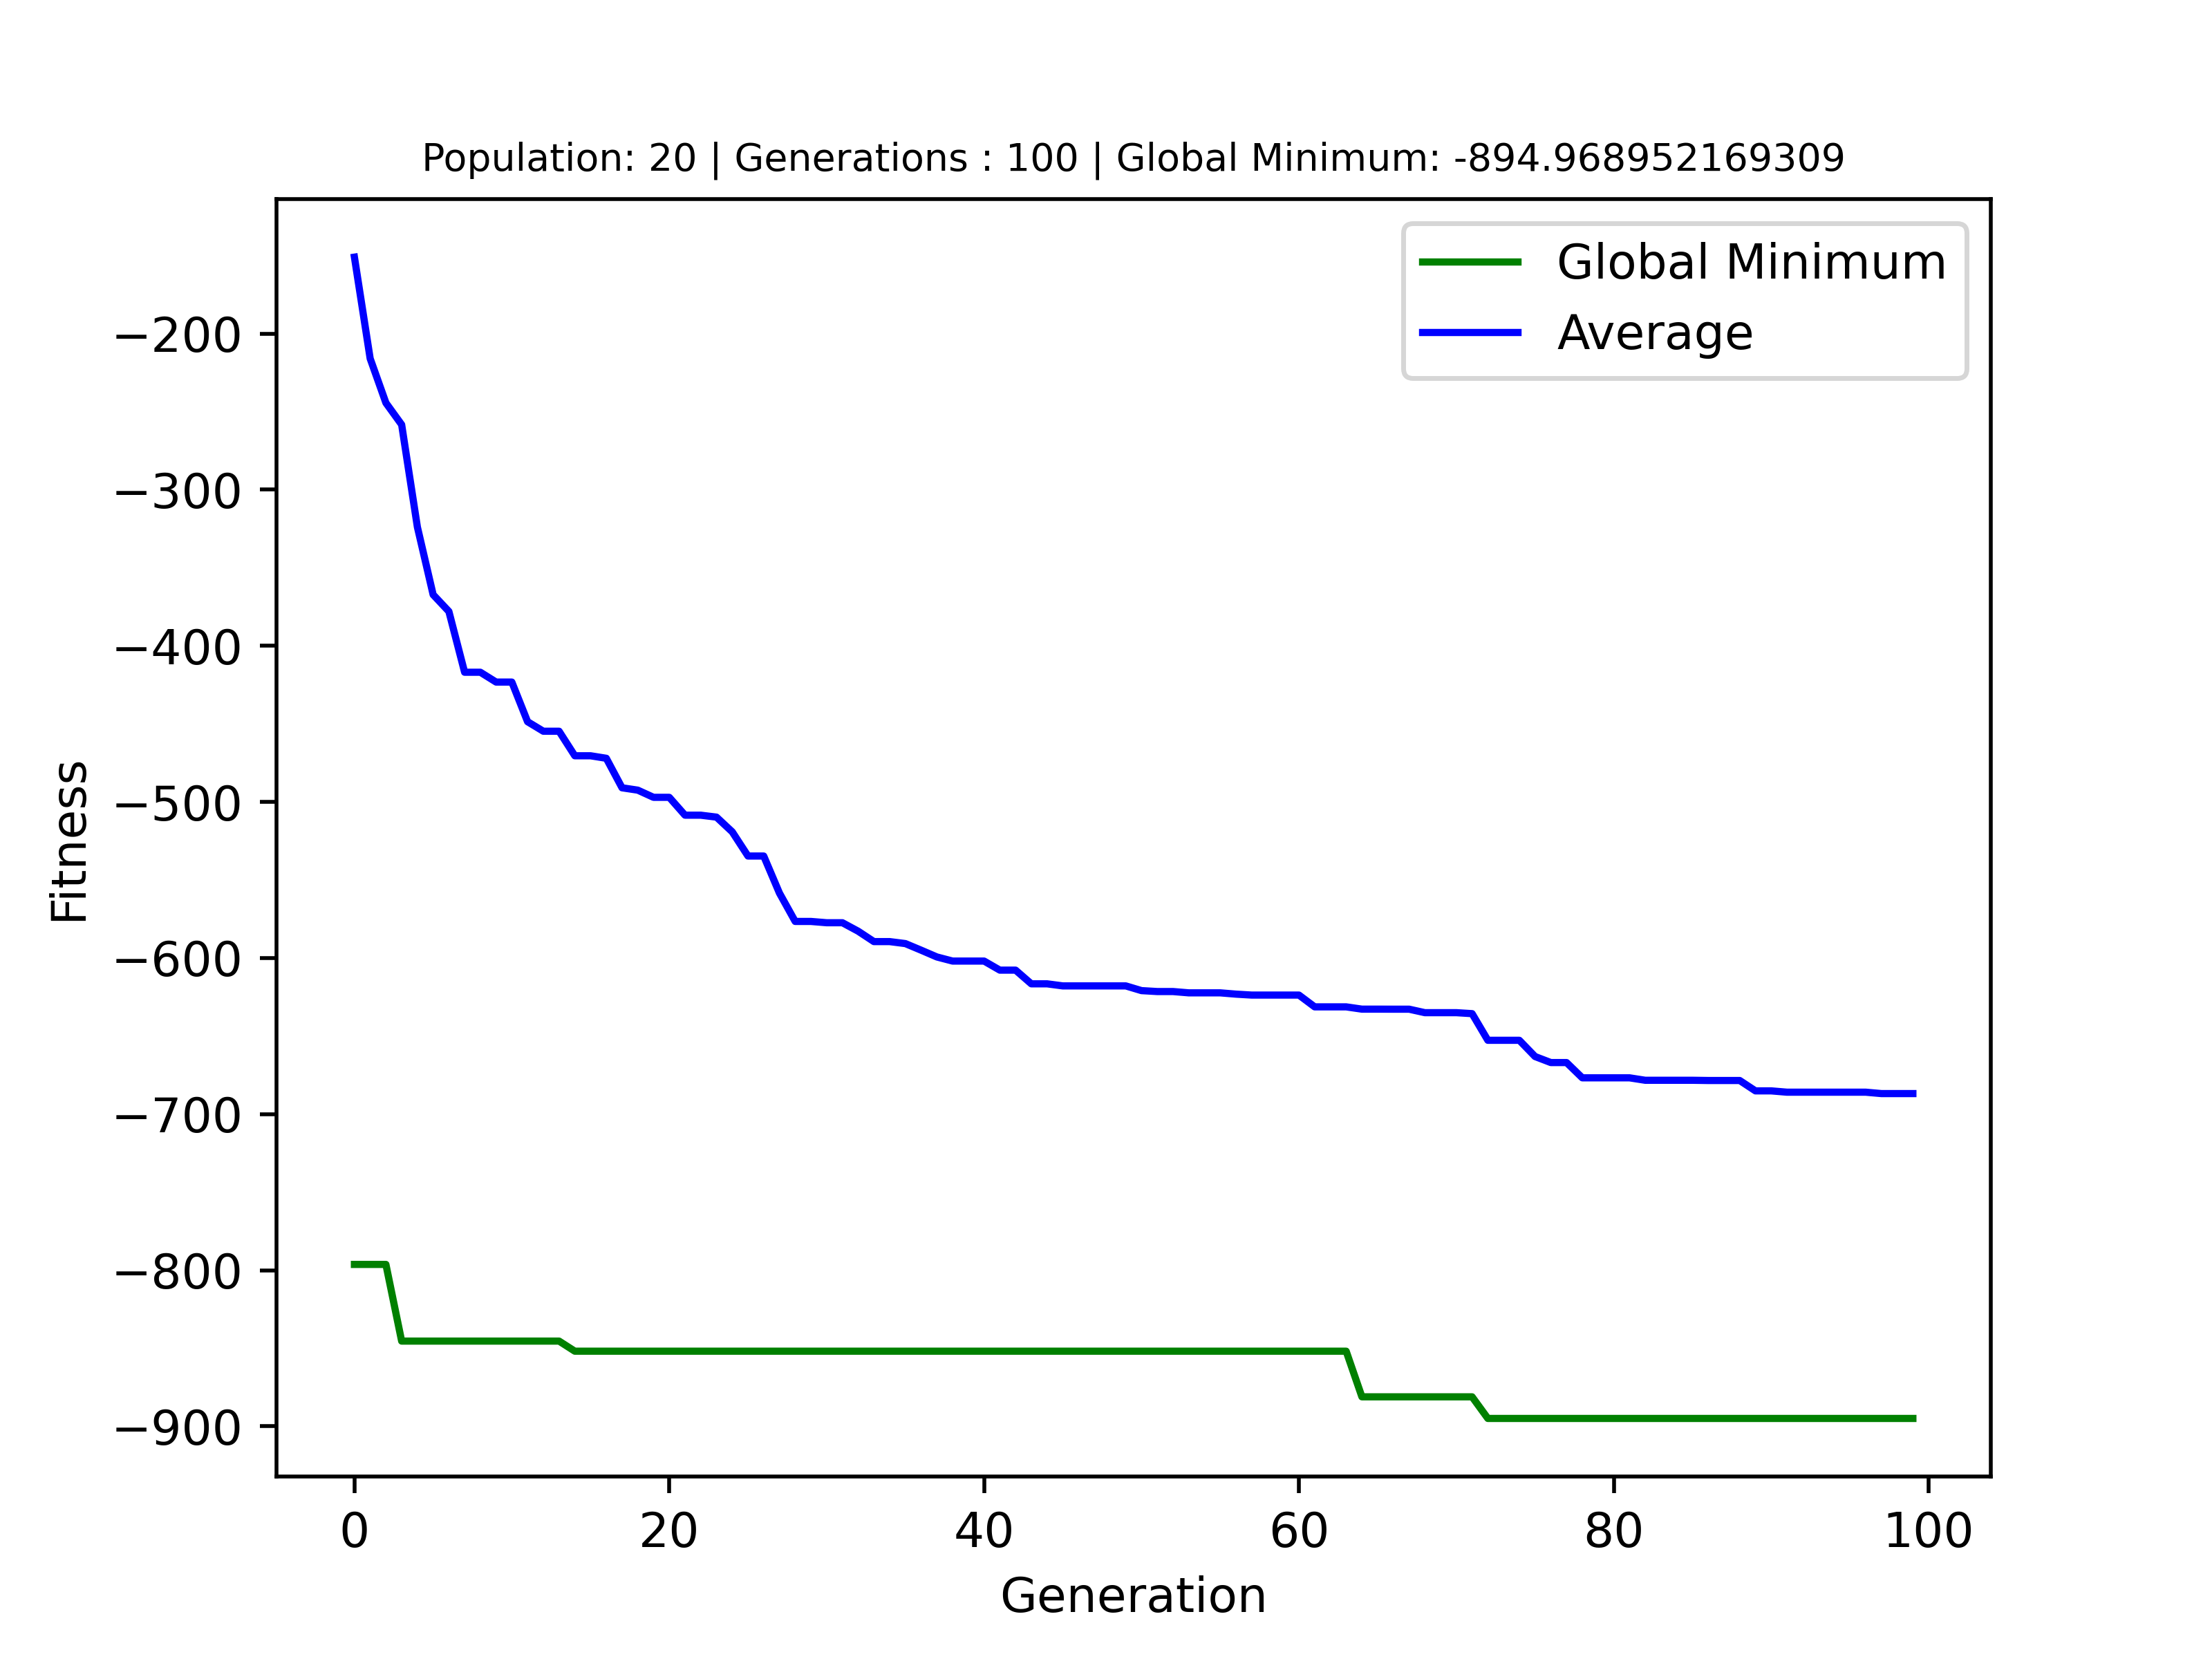 Population: 20 | Generations : 100 | Global Minimum: -894.968952169309
Global Minimum
Average
−200
−300
−400
−500
−600
−700
−800
−900
Fitness
0 20 40 60 80 100
Generation